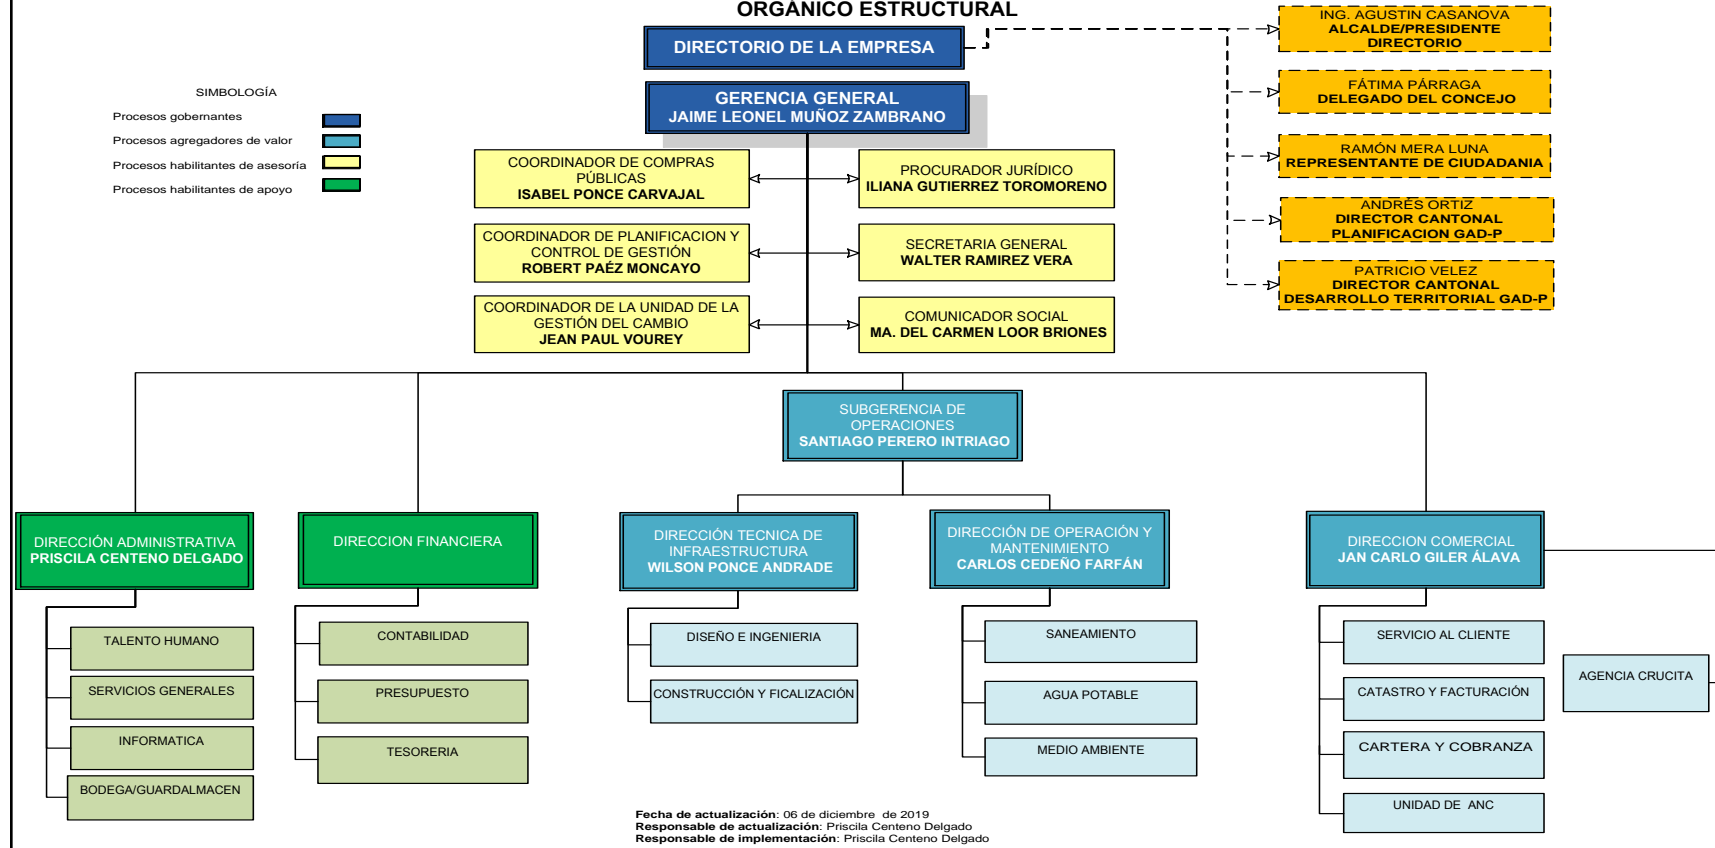 ORGÁNICO ESTRUCTURAL
DIRECTORIO DE LA EMPRESA
GERENCIA GENERAL
JAIME LEONEL MUÑOZ ZAMBRANO
ING. AGUSTIN CASANOVA
ALCALDE/PRESIDENTE
DIRECTORIO
FÁTIMA PÁRRAGA
DELEGADO DEL CONCEJO
RAMÓN MERA LUNA
REPRESENTANTE DE CIUDADANIA
ANDRÉS ORTIZ
DIRECTOR CANTONAL
PLANIFICACION GAD-P
PATRICIO VELEZ
DIRECTOR CANTONAL
DESARROLLO TERRITORIAL GAD-P
SIMBOLOGÍA
Procesos gobernantes
Procesos agregadores de valor
Procesos habilitantes de asesoría
Procesos habilitantes de apoyo
COORDINADOR DE COMPRAS
PÚBLICAS
ISABEL PONCE CARVAJAL
PROCURADOR JURÍDICO
ILIANA GUTIERREZ TOROMORENO
COORDINADOR DE PLANIFICACION Y
CONTROL DE GESTIÓN
ROBERT PAÉZ MONCAYO
SECRETARIA GENERAL
WALTER RAMIREZ VERA
COORDINADOR DE LA UNIDAD DE LA
GESTIÓN DEL CAMBIO
JEAN PAUL VOUREY
COMUNICADOR SOCIAL
MA. DEL CARMEN LOOR BRIONES
SUBGERENCIA DE
OPERACIONES
SANTIAGO PERERO INTRIAGO
DIRECCIÓN ADMINISTRATIVA
PRISCILA CENTENO DELGADO
DIRECCION FINANCIERA
DIRECCIÓN TECNICA DE
INFRAESTRUCTURA
WILSON PONCE ANDRADE
DIRECCIÓN DE OPERACIÓN Y
MANTENIMIENTO
CARLOS CEDEÑO FARFÁN
DIRECCION COMERCIAL
JAN CARLO GILER ÁLAVA
TALENTO HUMANO
SERVICIOS GENERALES
INFORMATICA
BODEGA/GUARDALMACEN
CONTABILIDAD
PRESUPUESTO
TESORERIA
DISEÑO E INGENIERIA
CONSTRUCCIÓN Y FICALIZACIÓN
SANEAMIENTO
AGUA POTABLE
MEDIO AMBIENTE
SERVICIO AL CLIENTE
CATASTRO Y FACTURACIÓN
CARTERA Y COBRANZA
UNIDAD DE ANC
AGENCIA CRUCITA
Fecha de actualización: 06 de diciembre de 2019
Responsable de actualización: Priscila Centeno Delgado
Responsable de implementación: Priscila Centeno Delgado